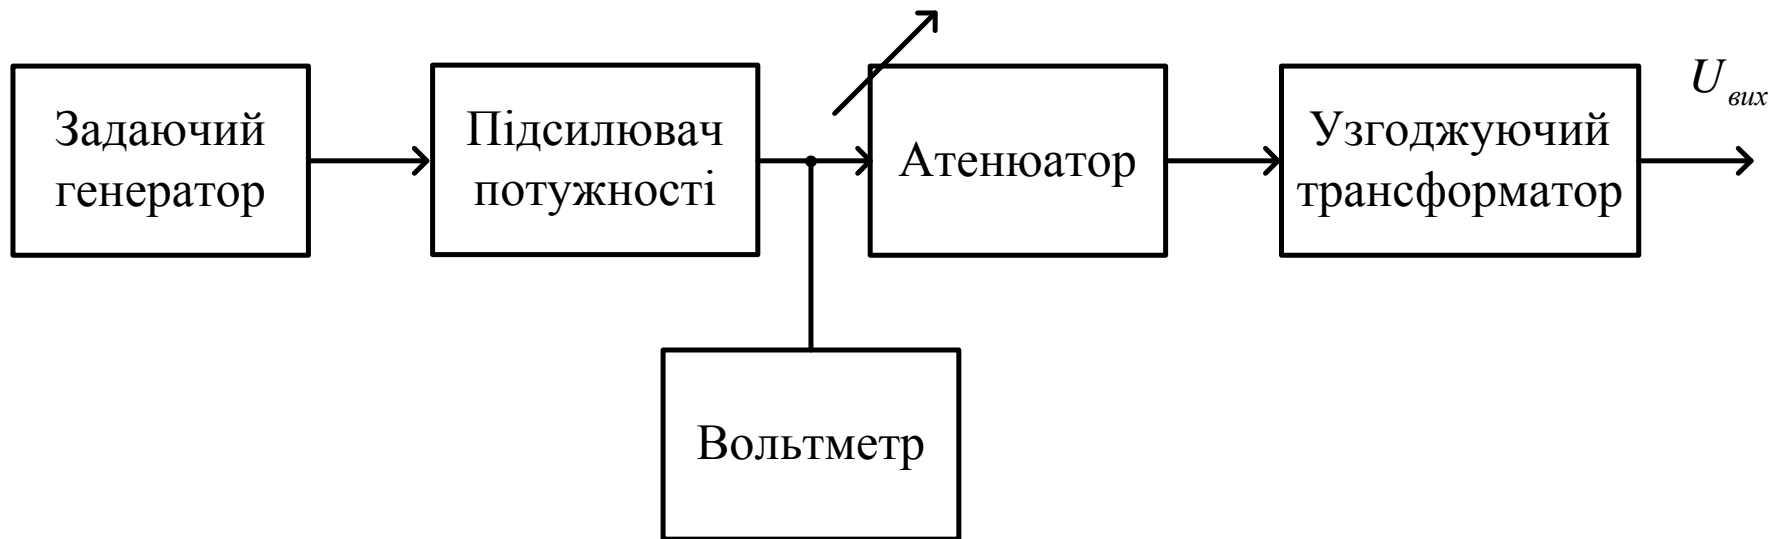 Задаючий
генератор
Підсилювач
потужності
Атенюатор
Узгоджуючий
трансформатор
U вих
Вольтметр